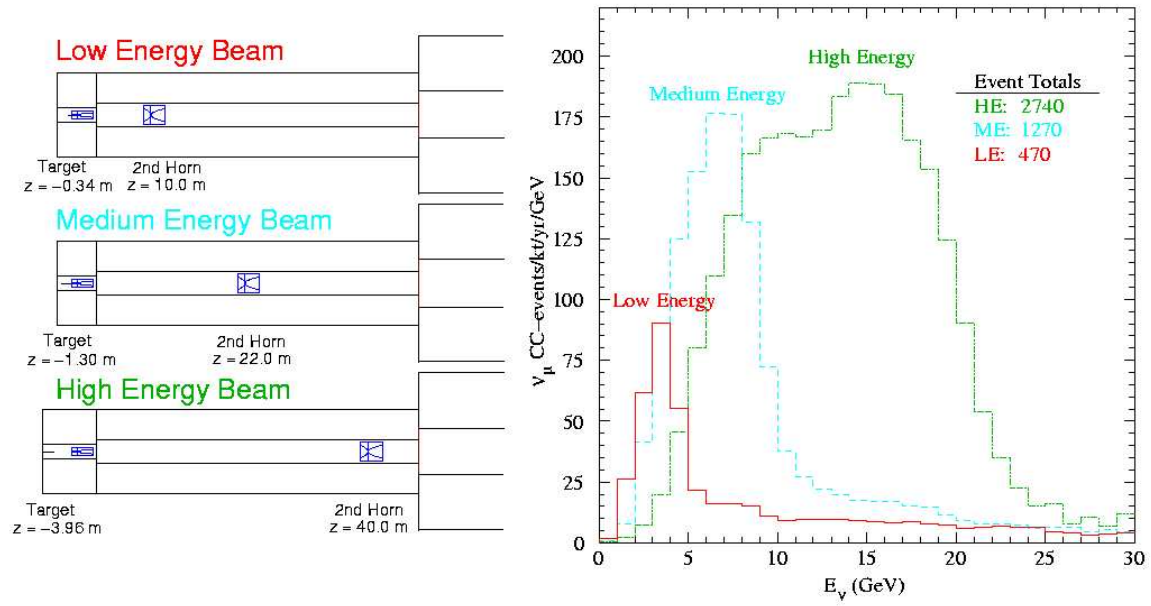 Low Energy Beam
Target
z = −0.34 m
2nd Horn
z = 10.0 m
Medium Energy Beam
Target
z = −1.30 m
2nd Horn
z = 22.0 m
High Energy Beam
Target
z = −3.96 m
2nd Horn
z = 40.0 m
ν_μ CC−events/kt/yr/GeV
200
175
150
125
100
75
50
25
0
High Energy
Medium Energy
Low Energy
Event Totals
HE: 2740
ME: 1270
LE: 470
0 5 10 15 20 25 30
E_ν (GeV)